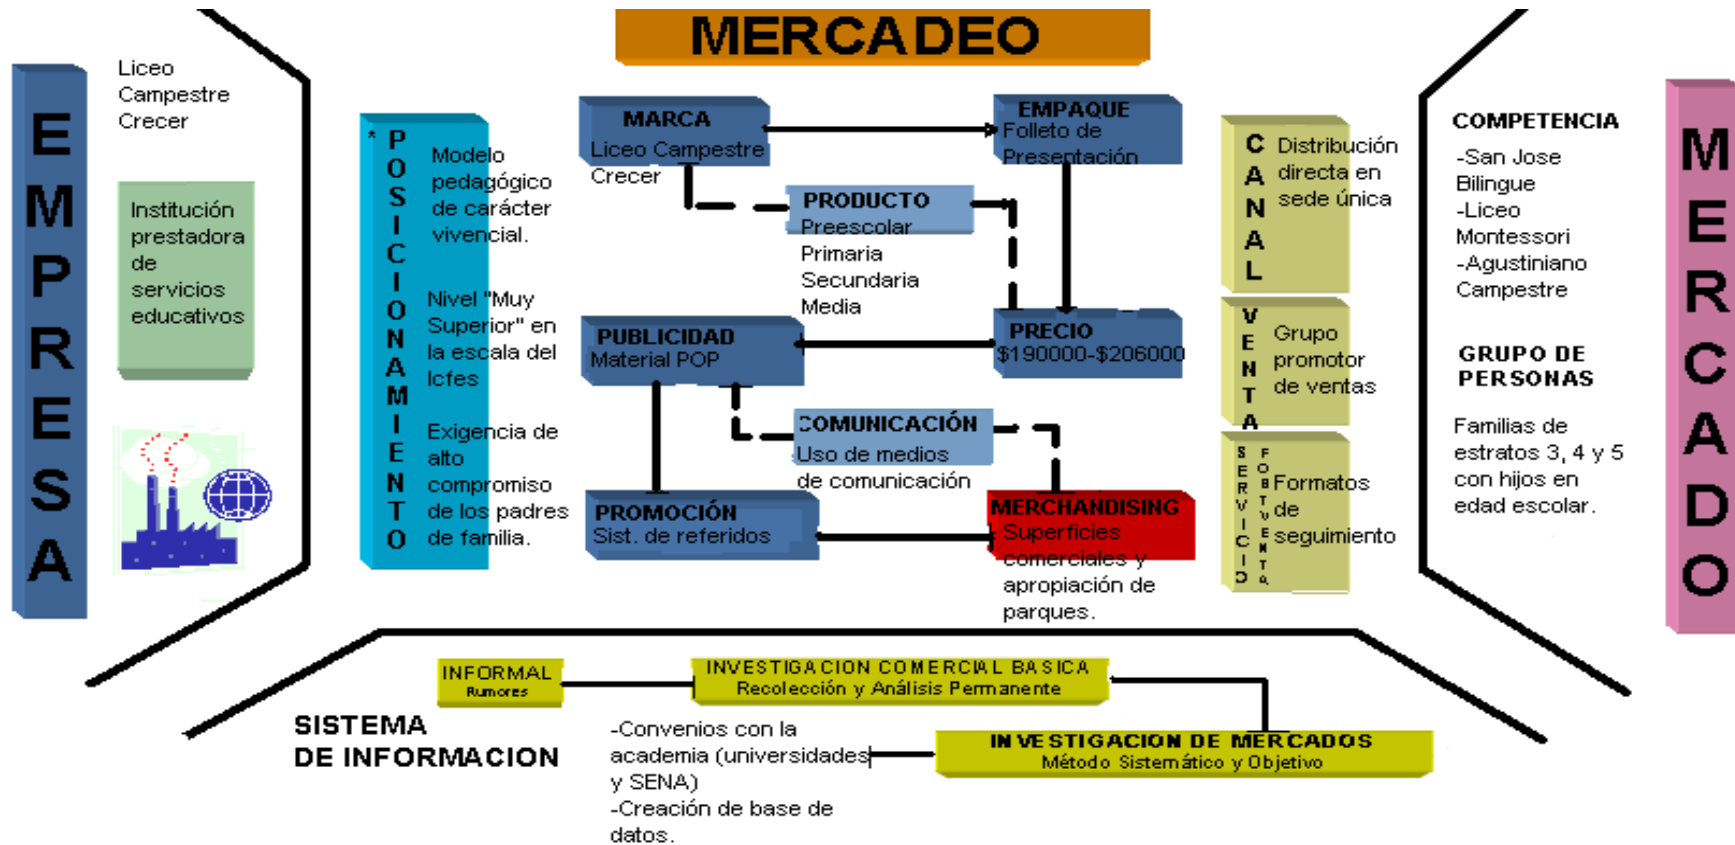 MERCADEO
EMPRESA
Liceo
Campestre
Crecer
Institución
prestadora
de
servicios
educativos
*
POSICIONAMIENTO
Modelo
pedagógico
de carácter
vivencial.
Nivel "Muy
Superior" en
la escala del
Icfes
Exigencia de
alto
compromiso
de los padres
de familia.
MARCA
Liceo Campestre
Crecer
EMPAQUE
Folleto de
Presentación
PRODUCTO
Preescolar
Primaria
Secundaria
Media
PUBLICIDAD
Material POP
PRECIO
$190000-$206000
COMUNICACIÓN
Uso de medios
de comunicación
PROMOCIÓN
Sist. de referidos
MERCHANDISING
Superficies
comerciales y
apropiación de
parques.
CANAL
Distribución
directa en
sede única
VENTA
Grupo
promotor
de ventas
SERVICIO
Formatos
de
seguimiento
COMPETENCIA
-San Jose
Bilingue
-Liceo
Montessori
-Agustiniano
Campestre
GRUPO DE
PERSONAS
Familias de
estratos 3, 4 y 5
con hijos en
edad escolar.
MERCADO
SISTEMA
DE INFORMACION
INFORMAL
Rumores
INVESTIGACION COMERCIAL BASICA
Recolección y Análisis Permanente
INVESTIGACION DE MERCADOS
Método Sistemático y Objetivo
-Convenios con la
academia (universidades
y SENA)
-Creación de base de
datos.